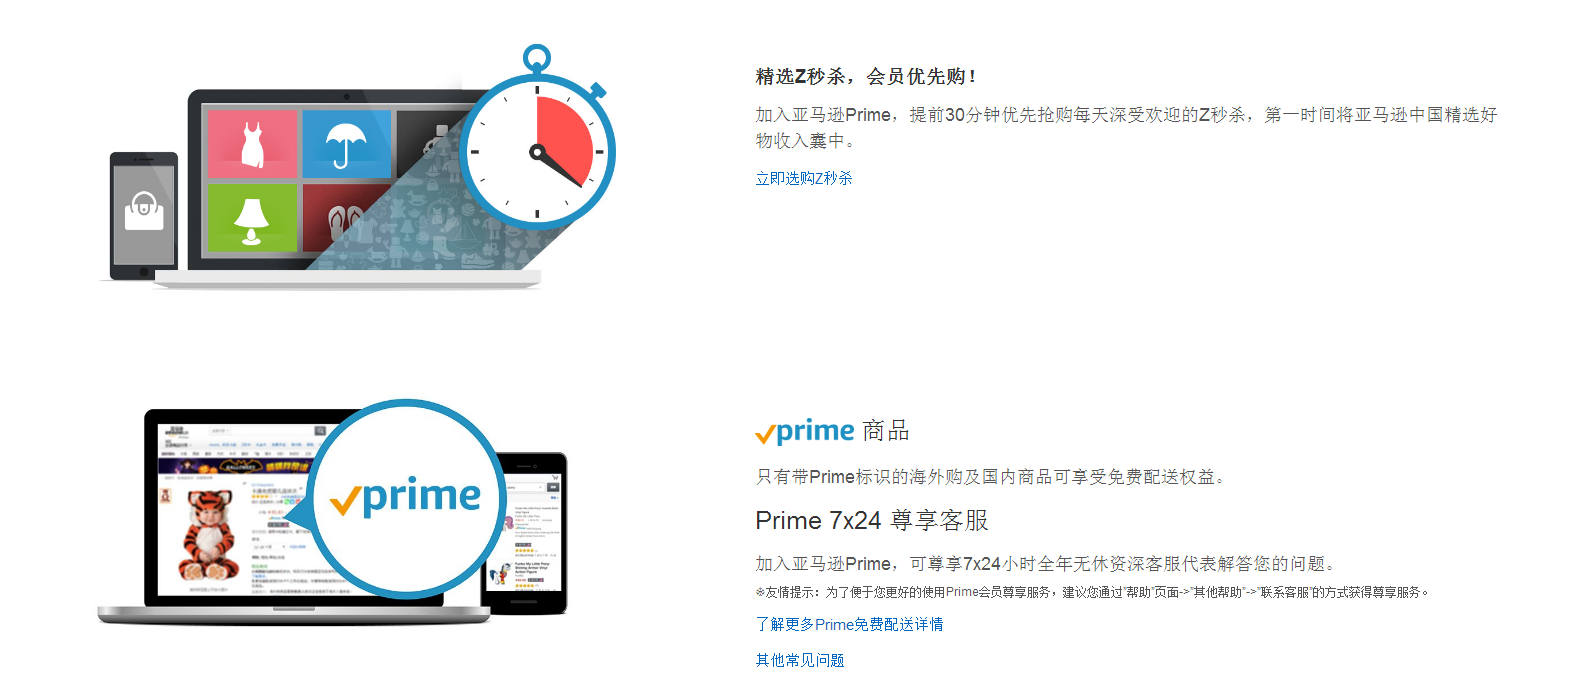 精选Z秒杀，会员优先购！
加入亚马逊Prime，提前30分钟优先抢购每天深受欢迎的Z秒杀，第一时间将亚马逊中国精选好
物收入囊中。
立即选购Z秒杀
prime
prime 商品
只有带Prime标识的海外购及国内商品可享受免费配送权益。
Prime 7x24 尊享客服
加入亚马逊Prime，可尊享7x24小时全年无休资深客服代表解答您的问题。
※友情提示：为了便于您更好的使用Prime会员尊享服务，建议您通过"帮助"页面->"其他帮助"->"联系客服"的方式获得尊享服务。
了解更多Prime免费配送详情
其他常见问题